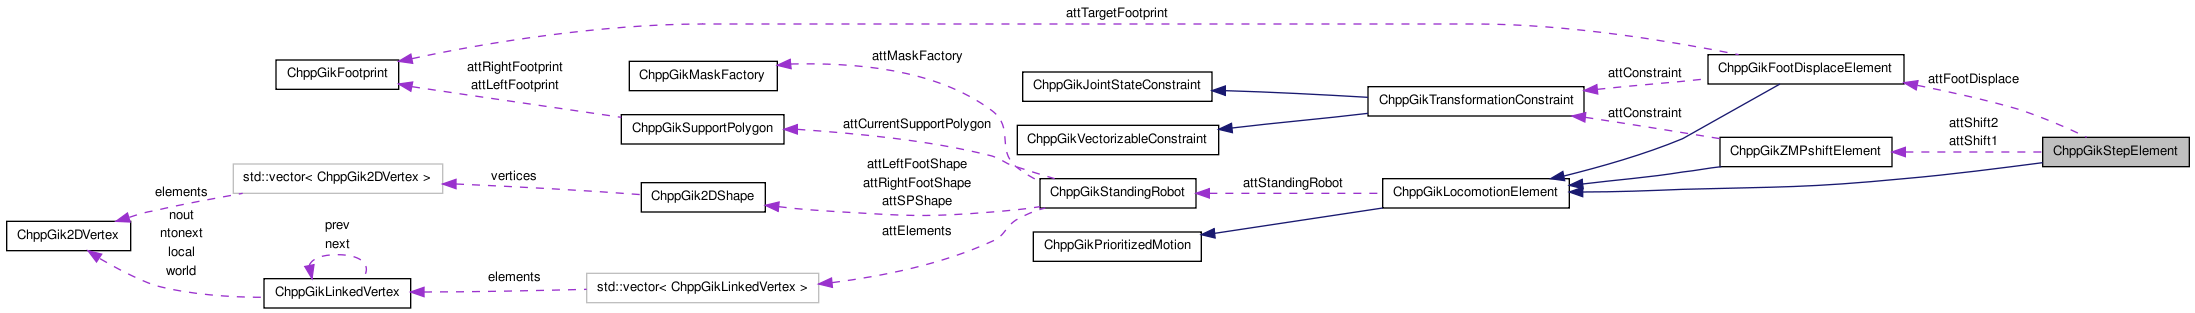 attTargetFootprint
ChppGikFootprint
attRightFootprint
attLeftFootprint
ChppGikMaskFactory
attMaskFactory
ChppGikJointStateConstraint
ChppGikTransformationConstraint
attConstraint
ChppGikFootDisplaceElement
attFootDisplace
ChppGikSupportPolygon
attCurrentSupportPolygon
ChppGikVectorizableConstraint
attConstraint
ChppGikZMPshiftElement
attShift2
attShift1
ChppGikStepElement
std::vector< ChppGik2DVertex >
vertices
ChppGik2DShape
attLeftFootShape
attRightFootShape
attSPShape
ChppGikStandingRobot
attStandingRobot
ChppGikLocomotionElement
elements
ChppGik2DVertex
nout
ntonext
local
world
prev
next
attElements
ChppGikPrioritizedMotion
ChppGikLinkedVertex
elements
std::vector< ChppGikLinkedVertex >